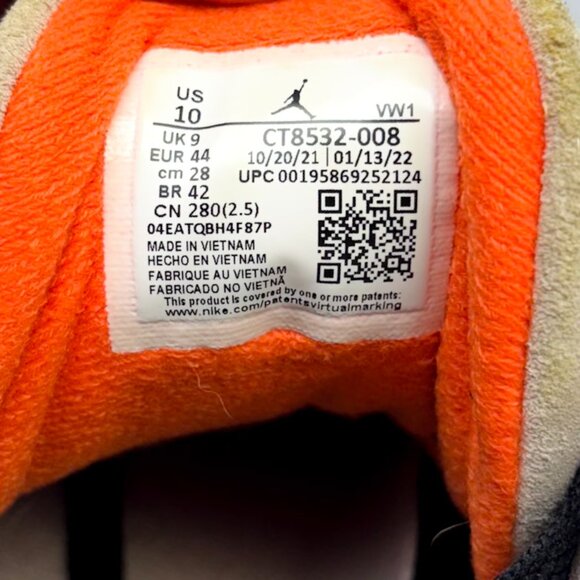 US
10
VW1
UK 9
CT8532-008
EUR 44
10/20/21 | 01/13/22
cm 28
UPC 00195869252124
BR 42
CN 280(2.5)
04EATQBH4F87P
MADE IN VIETNAM
HECHO EN VIETNAM
FABRIQUE AU VIETNAM
FABRICADO NO VIETNÃ
This product is covered by one or more patents:
www.nike.com/patentsvirtualmarking